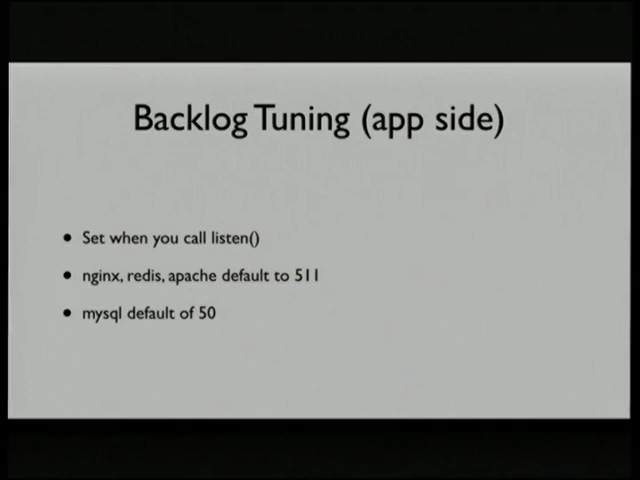 Backlog Tuning (app side)
• Set when you call listen()
• nginx, redis, apache default to 511
• mysql default of 50